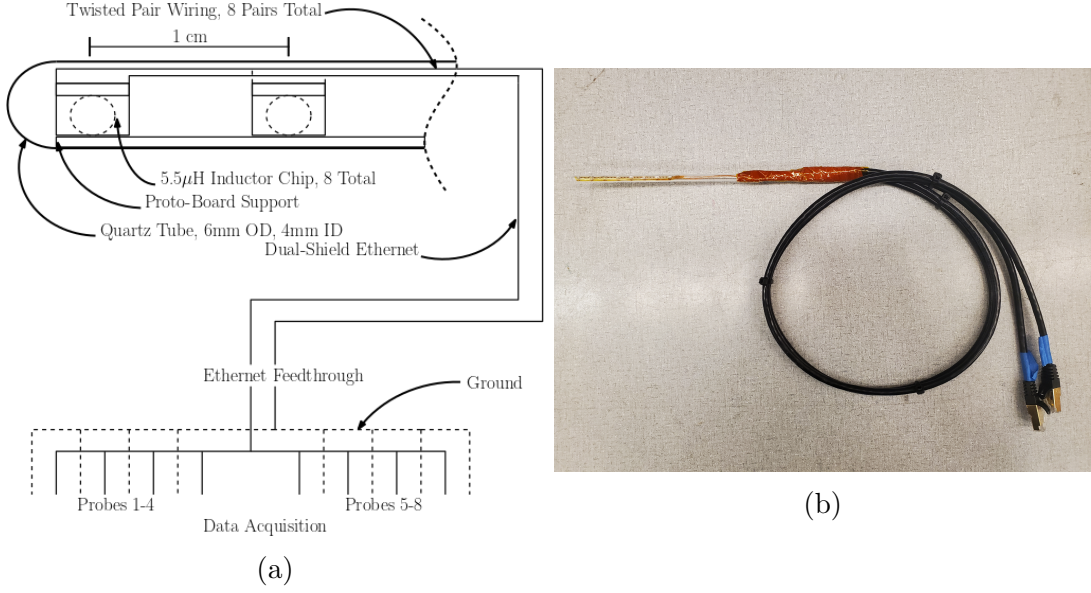 Twisted Pair Wiring, 8 Pairs Total
1 cm
5.5μH Inductor Chip, 8 Total
Proto-Board Support
Quartz Tube, 6mm OD, 4mm ID
Dual-Shield Ethernet
Ethernet Feedthrough
Ground
Probes 1-4
Probes 5-8
Data Acquisition
(a)
(b)